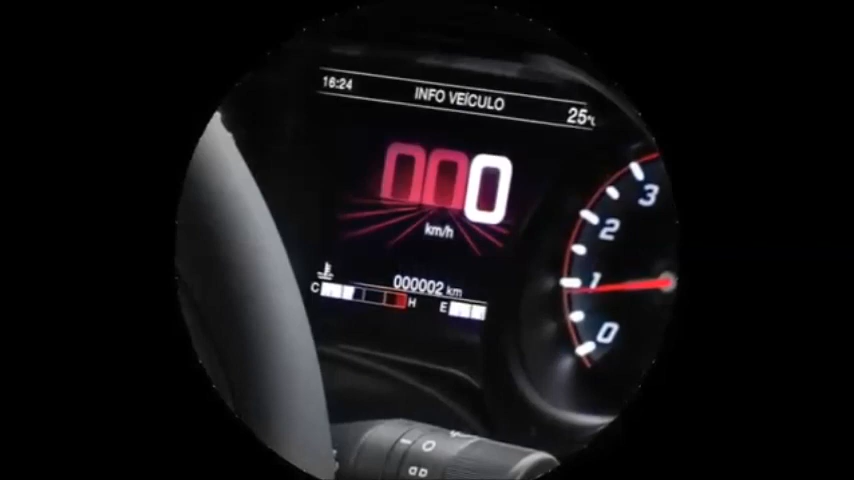 16:24 INFO VEÍCULO 25°C
000
km/h
000002 km
C H E
3
2
1
0